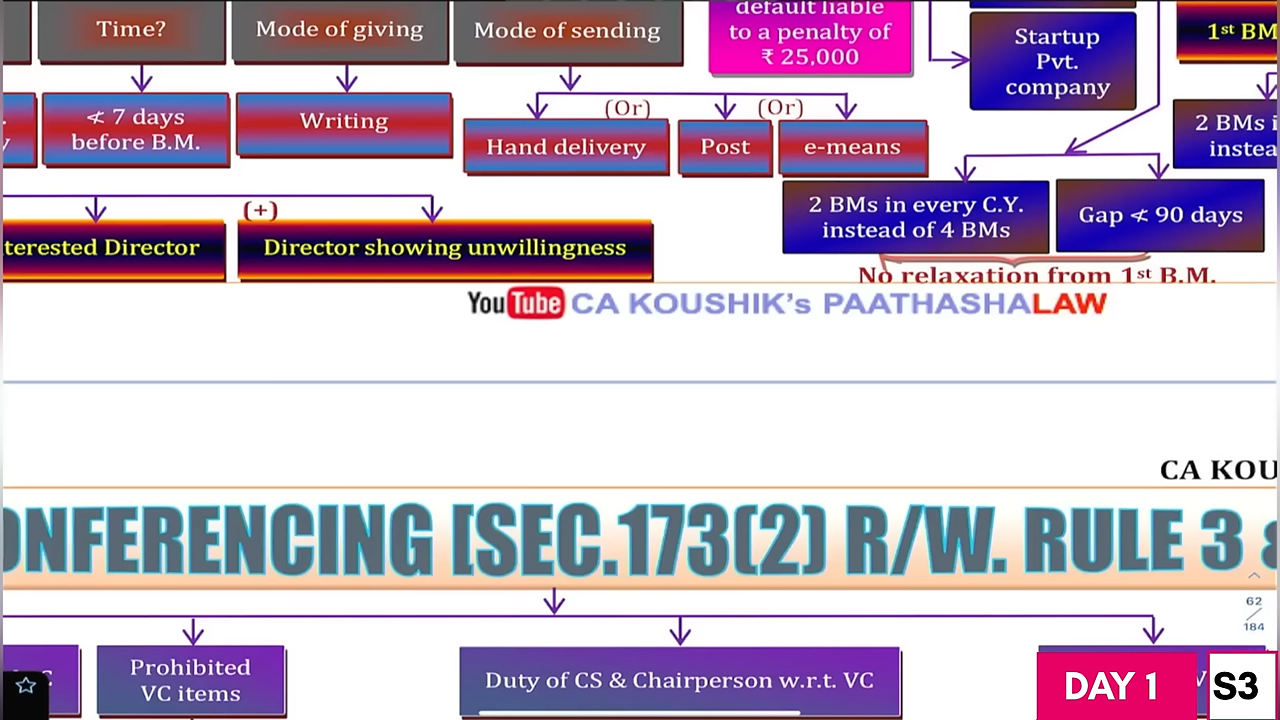 Time?
Mode of giving
Mode of sending
default liable
to a penalty of
₹ 25,000
Startup
Pvt.
company
1st BM
≮ 7 days
before B.M.
Writing
(Or)
(Or)
Hand delivery
Post
e-means
2 BMs in every C.Y.
instead of 4 BMs
Gap ≮ 90 days
2 BMs i
instea
terested Director
(+)
Director showing unwillingness
No relaxation from 1st B.M.
YouTube CA KOUSHIK's PAATHASHALAW
CA KOU
ONFERENCING [SEC.173(2) R/W. RULE 3 &
62
184
Prohibited
VC items
Duty of CS & Chairperson w.r.t. VC
DAY 1
S3